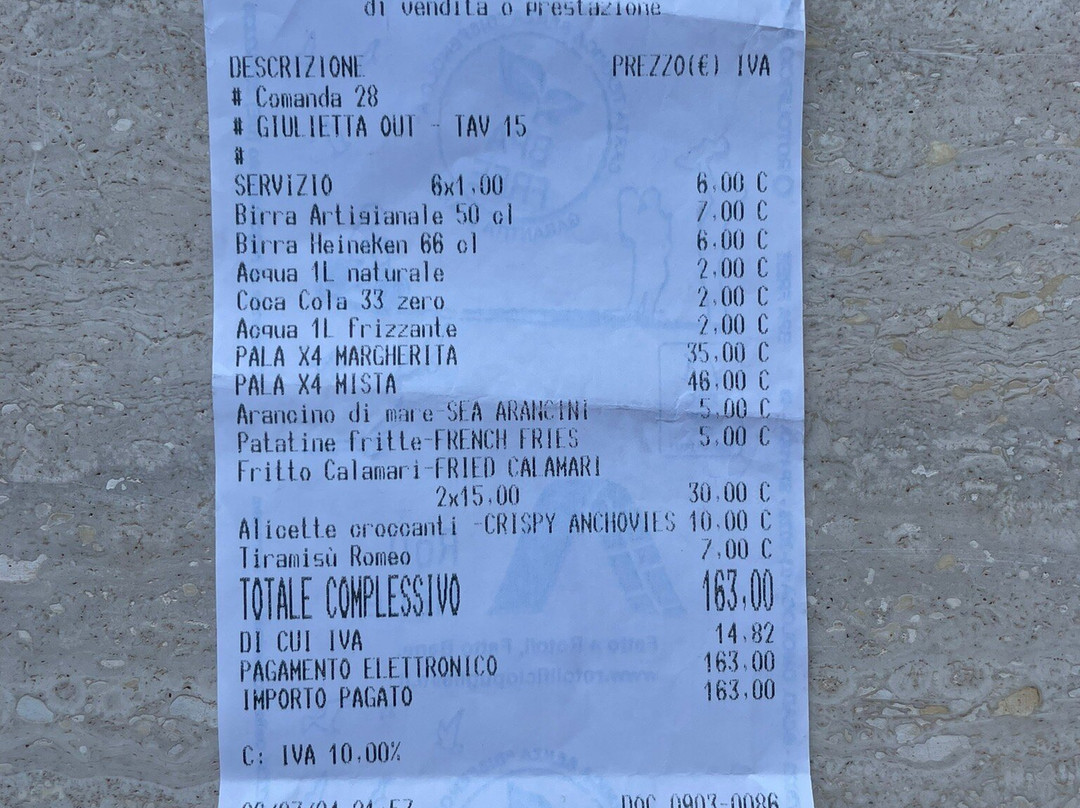 di vendita o prestazione
DESCRIZIONE PREZZO(€) IVA
# Comanda 28
# GIULIETTA OUT - TAV 15
#
SERVIZIO 6x1,00 6,00 C
Birra Artigianale 50 cl 7,00 C
Birra Heineken 66 cl 6,00 C
Acqua 1L naturale 2,00 C
Coca Cola 33 zero 2,00 C
Acqua 1L frizzante 2,00 C
PALA X4 MARGHERITA 35,00 C
PALA X4 MISTA 46,00 C
Arancino di mare-SEA ARANCINI 5,00 C
Patatine fritte-FRENCH FRIES 5,00 C
Fritto Calamari-FRIED CALAMARI
2x15,00 30,00 C
Alicette croccanti -CRISPY ANCHOVIES 10,00 C
Tiramisù Romeo 7,00 C
TOTALE COMPLESSIVO 163,00
DI CUI IVA 14,82
PAGAMENTO ELETTRONICO 163,00
IMPORTO PAGATO 163,00
C: IVA 10,00%
DOC 0903-0086